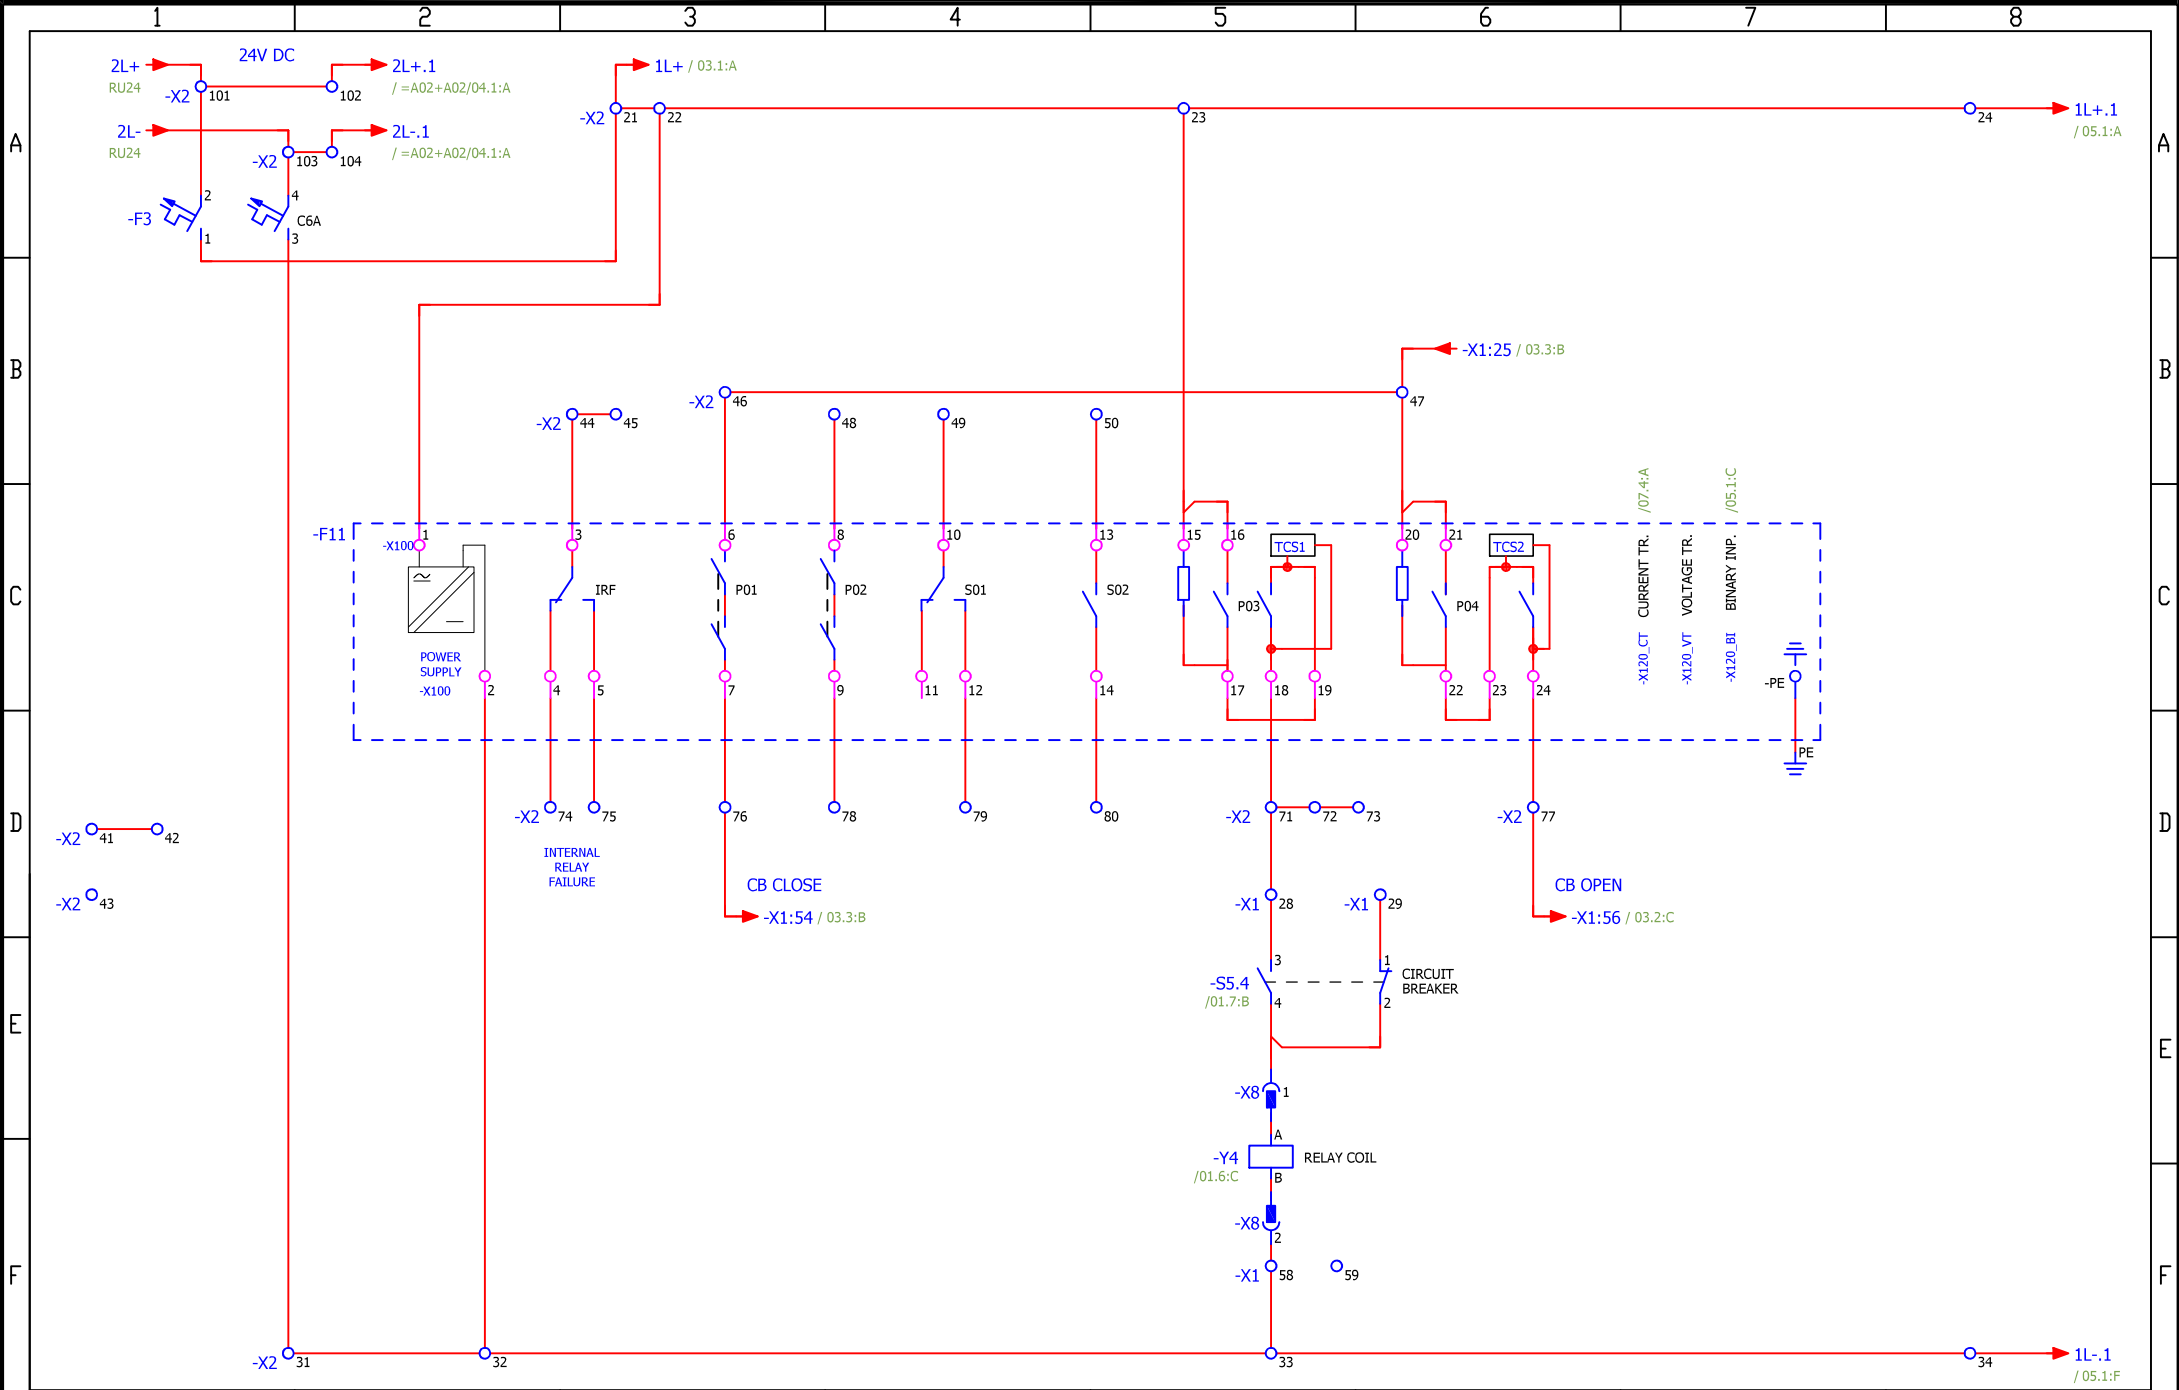 1 2 3 4 5 6 7 8
24V DC
2L+ 2L+.1 1L+ / 03.1:A
RU24 -X2 101 102 / =A02+A02/04.1:A
-X2 21 22 23 24 1L+.1
/ 05.1:A
2L- 2L-.1
A A
RU24 -X2 103 104 / =A02+A02/04.1:A
2 4
-F3 C6A
1 3
-X1:25 / 03.3:B
B B
-X2 46 47
-X2 44 45 48 49 50
/07.4:A /05.1:C
-F11 -X100 1 3 6 8 10 13 15 16 TCS1 20 21 TCS2
C IRF P01 P02 S01 S02 P03 P04 C
-X120_CT CURRENT TR.
-X120_VT VOLTAGE TR.
-X120_BI BINARY INP.
POWER
SUPPLY
-X100 2 4 5 7 9 11 12 14 17 18 19 22 23 24 -PE
PE
-X2 74 75 76 78 79 80 -X2 71 72 73 -X2 77
D D
-X2 41 42
INTERNAL
RELAY
FAILURE
CB CLOSE CB OPEN
-X2 43 -X1 28 -X1 29
-X1:54 / 03.3:B -X1:56 / 03.2:C
3 1
-S5.4 CIRCUIT
BREAKER
/01.7:B 4 2
E E
-X8 1
A
-Y4 RELAY COIL
/01.6:C B
-X8
2
F -X1 58 59 F
-X2 31 32 33 34 1L-.1
/ 05.1:F